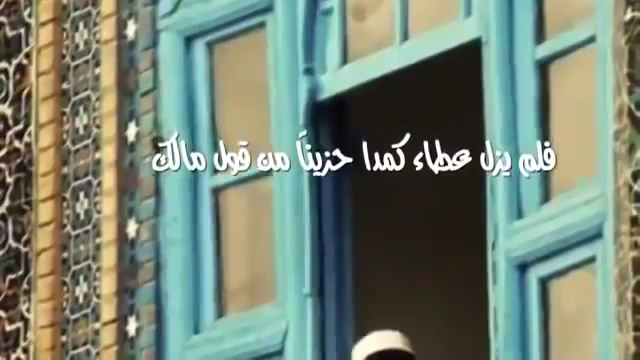 فلم يزل عطاء كمدا حزيناً من قول مالك